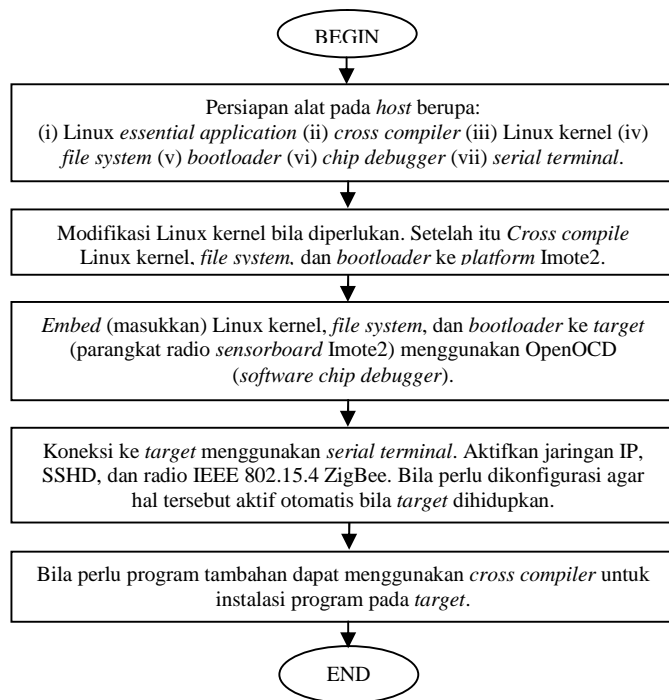 BEGIN
Persiapan alat pada host berupa:
(i) Linux essential application (ii) cross compiler (iii) Linux kernel (iv)
file system (v) bootloader (vi) chip debugger (vii) serial terminal.
Modifikasi Linux kernel bila diperlukan. Setelah itu Cross compile
Linux kernel, file system, dan bootloader ke platform Imote2.
Embed (masukkan) Linux kernel, file system, dan bootloader ke target
(parangkat radio sensorboard Imote2) menggunakan OpenOCD
(software chip debugger).
Koneksi ke target menggunakan serial terminal. Aktifkan jaringan IP,
SSHD, dan radio IEEE 802.15.4 ZigBee. Bila perlu dikonfigurasi agar
hal tersebut aktif otomatis bila target dihidupkan.
Bila perlu program tambahan dapat menggunakan cross compiler untuk
instalasi program pada target.
END